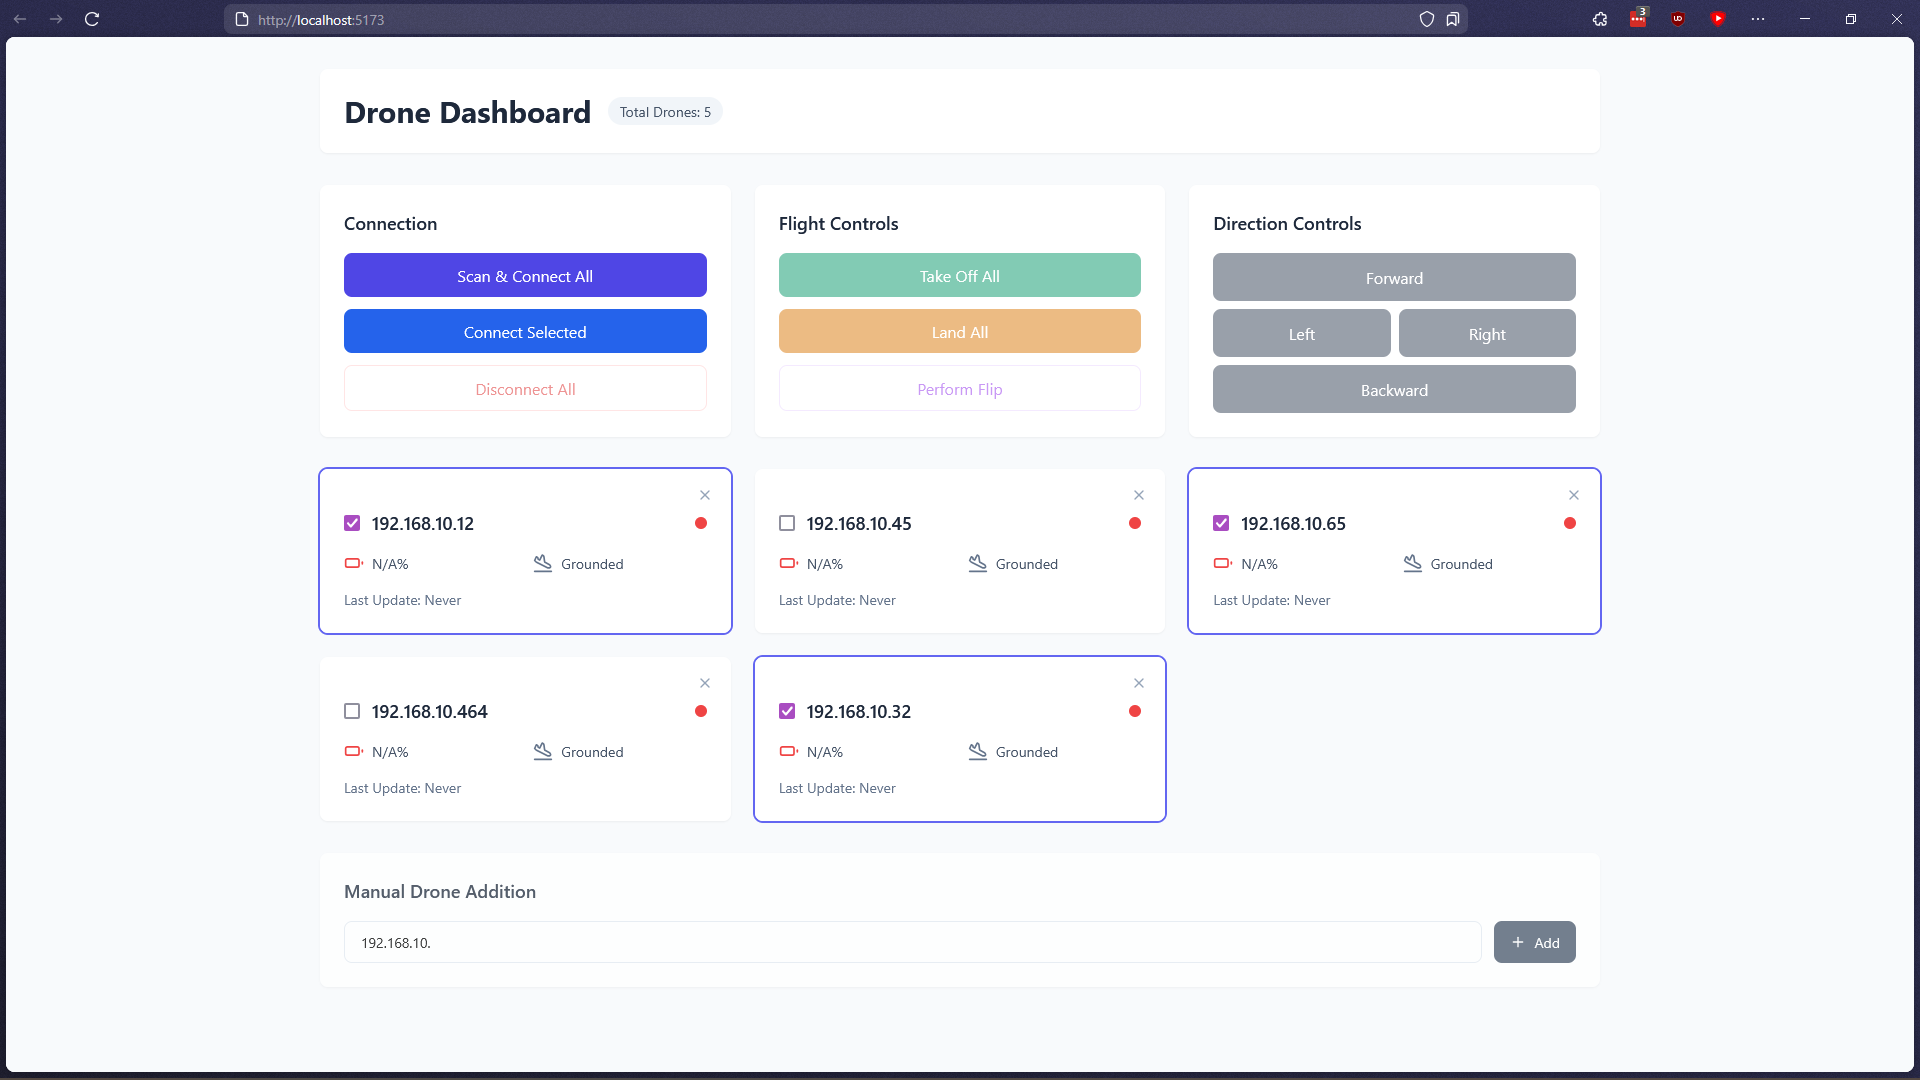 http://localhost:5173
3
Drone Dashboard
Total Drones: 5
Connection
Scan & Connect All
Connect Selected
Disconnect All
Flight Controls
Take Off All
Land All
Perform Flip
Direction Controls
Forward
Left
Right
Backward
192.168.10.12
N/A%
Grounded
Last Update: Never
192.168.10.45
N/A%
Grounded
Last Update: Never
192.168.10.65
N/A%
Grounded
Last Update: Never
192.168.10.464
N/A%
Grounded
Last Update: Never
192.168.10.32
N/A%
Grounded
Last Update: Never
Manual Drone Addition
192.168.10.
+ Add